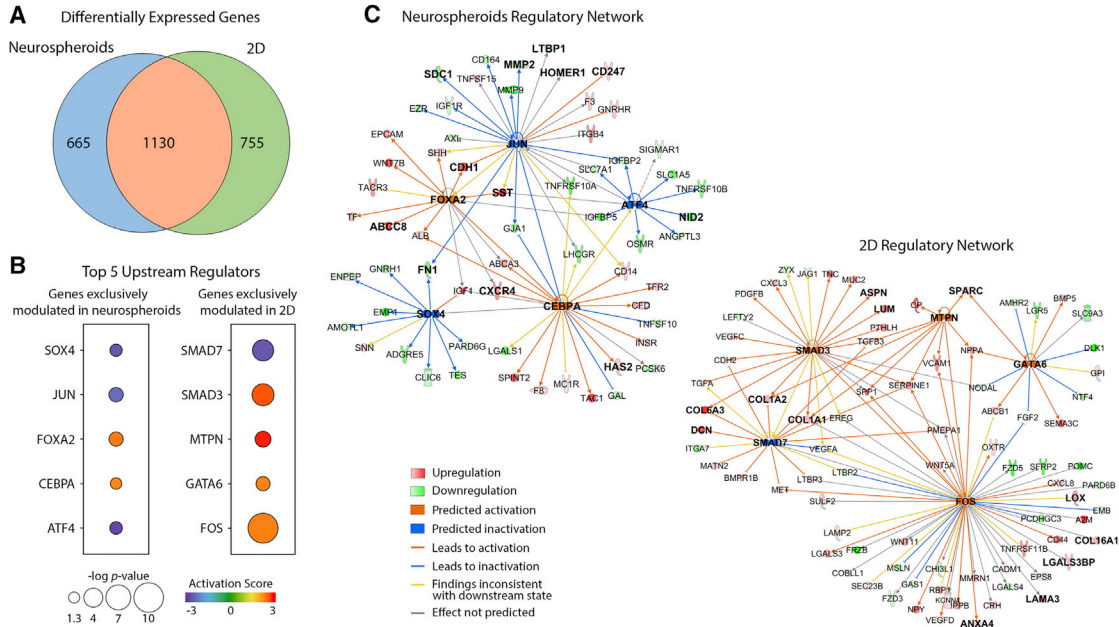 A
Differentially Expressed Genes
Neurospheroids
2D
665
1130
755
B
Top 5 Upstream Regulators
Genes exclusively
modulated in neurospheroids
Genes exclusively
modulated in 2D
SOX4
JUN
FOXA2
CEBPA
ATF4
SMAD7
SMAD3
MTPN
GATA6
FOS
-log p-value
1.3
4
7
10
Activation Score
-3
0
3
C
Neurospheroids Regulatory Network
LTBP1
CD164
MMP2
SDC1
TNFSF15
HOMER1
CD247
MMP9
EZR
IGF1R
F3
GNRHR
ITGB4
AXL
JUN
EPCAM
SHH
SIGMAR1
WNT7B
CDH1
IGFBP2
SLC7A1
SLC1A5
TACR3
SST
TNFRSF10A
TNFRSF10B
FOXA2
ATF4
TF
IGFBP5
NID2
ABCC8
GJA1
ALB
ANGPTL3
OSMR
LHCGR
GNRH1
FN1
ABCA3
CD14
ENPEP
TFR2
IGF1
CXCR4
CEBPA
CFD
EMP4
SOX4
TNFSF10
AMOTL1
INSR
SNN
PARD6G
LGALS1
ADGRE5
HAS2
PCSK6
CLIC6
TES
SPINT2
F8
MC1R
TAC1
GAL
Upregulation
Downregulation
Predicted activation
Predicted inactivation
Leads to activation
Leads to inactivation
Findings inconsistent
with downstream state
Effect not predicted
2D Regulatory Network
ZYX
JAG1
TNC
CXCL3
MUC2
PDGFB
ASPN
SPARC
CP
AMHR2
BMP5
LEFTY2
LUM
MTPN
LGR5
SLC9A3
PTHLH
VEGFC
TGFB3
SMAD3
NPPA
DLK1
CDH2
VCAM1
GATA6
GPI
TGFA
SPP1
SERPINE1
NODAL
NTF4
COL1A2
COL6A3
ABCB1
FGF2
COL1A1
EREG
SEMA3C
DCN
PMEPA1
SMAD7
OXTR
ITGA7
VEGFA
MATN2
WNT5A
FZD5
SFRP2
POMC
LTBP2
BMPR1B
LTBP3
CXCL8
PARD6B
MET
LOX
SULF2
FOS
EMB
PCDHGC3
A2M
LAMP2
CD44
COL16A1
LGALS3
FRZB
WNT11
TNFRSF11B
LGALS3BP
COBLL1
MSLN
CHI3L1
CADM1
EPS8
SEC23B
GAS1
RBP1
MMRN1
LGALS4
FZD3
KCNN4
LAMA3
NPY
PPB
CRH
VEGFD
ANXA4